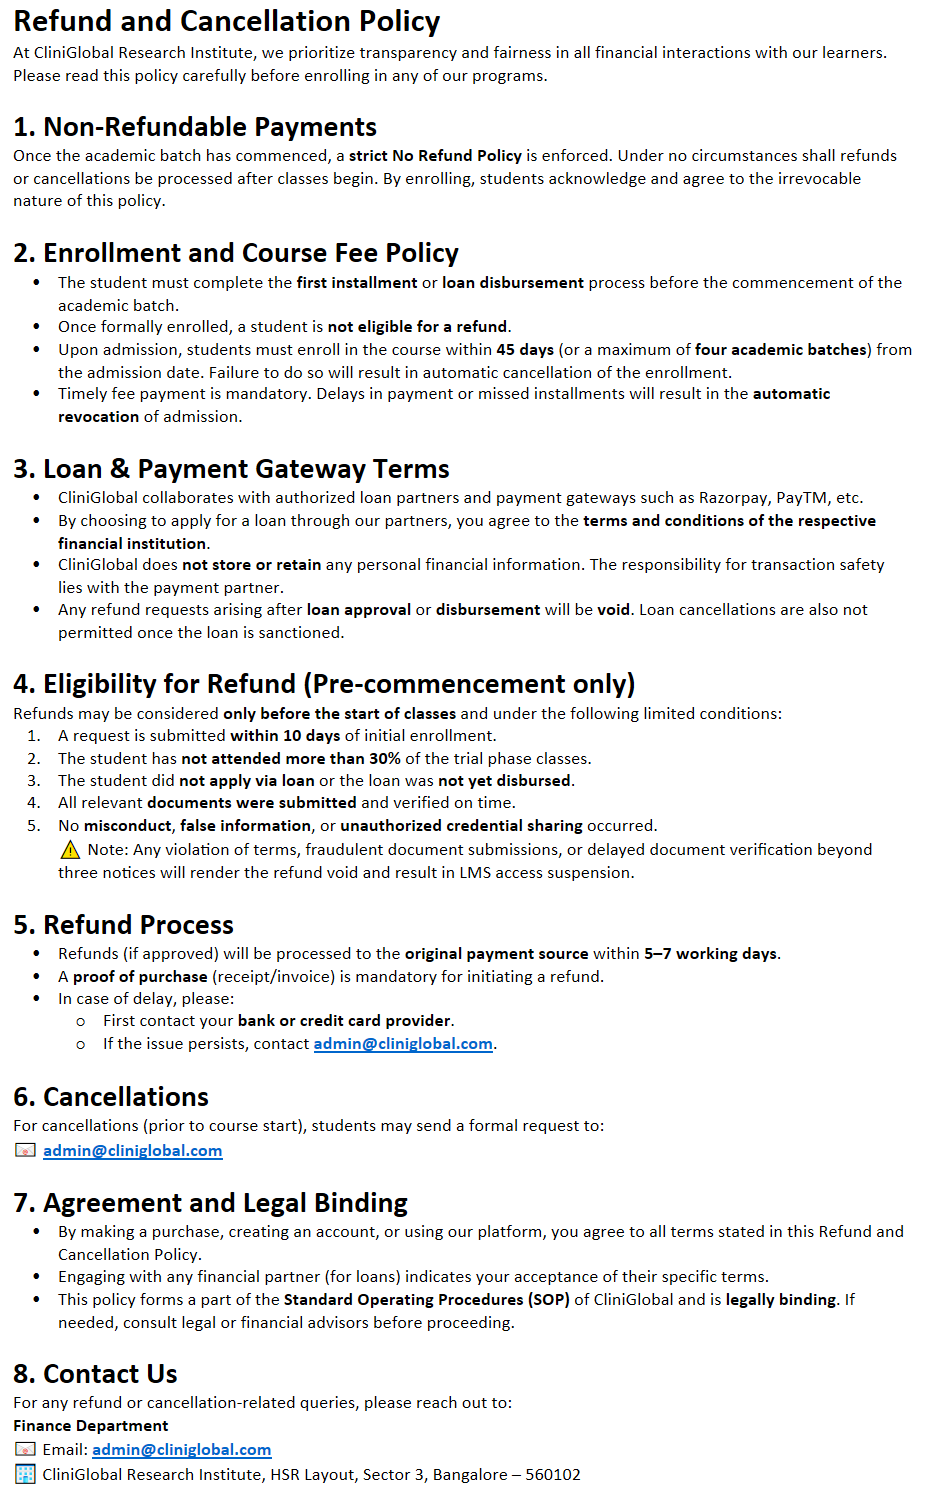 Refund and Cancellation Policy
At CliniGlobal Research Institute, we prioritize transparency and fairness in all financial interactions with our learners.
Please read this policy carefully before enrolling in any of our programs.
1. Non-Refundable Payments
Once the academic batch has commenced, a strict No Refund Policy is enforced. Under no circumstances shall refunds
or cancellations be processed after classes begin. By enrolling, students acknowledge and agree to the irrevocable
nature of this policy.
2. Enrollment and Course Fee Policy
• The student must complete the first installment or loan disbursement process before the commencement of the
academic batch.
• Once formally enrolled, a student is not eligible for a refund.
• Upon admission, students must enroll in the course within 45 days (or a maximum of four academic batches) from
the admission date. Failure to do so will result in automatic cancellation of the enrollment.
• Timely fee payment is mandatory. Delays in payment or missed installments will result in the automatic
revocation of admission.
3. Loan & Payment Gateway Terms
• CliniGlobal collaborates with authorized loan partners and payment gateways such as Razorpay, PayTM, etc.
• By choosing to apply for a loan through our partners, you agree to the terms and conditions of the respective
financial institution.
• CliniGlobal does not store or retain any personal financial information. The responsibility for transaction safety
lies with the payment partner.
• Any refund requests arising after loan approval or disbursement will be void. Loan cancellations are also not
permitted once the loan is sanctioned.
4. Eligibility for Refund (Pre-commencement only)
Refunds may be considered only before the start of classes and under the following limited conditions:
1. A request is submitted within 10 days of initial enrollment.
2. The student has not attended more than 30% of the trial phase classes.
3. The student did not apply via loan or the loan was not yet disbursed.
4. All relevant documents were submitted and verified on time.
5. No misconduct, false information, or unauthorized credential sharing occurred.
⚠ Note: Any violation of terms, fraudulent document submissions, or delayed document verification beyond
three notices will render the refund void and result in LMS access suspension.
5. Refund Process
• Refunds (if approved) will be processed to the original payment source within 5–7 working days.
• A proof of purchase (receipt/invoice) is mandatory for initiating a refund.
• In case of delay, please:
o First contact your bank or credit card provider.
o If the issue persists, contact admin@cliniglobal.com.
6. Cancellations
For cancellations (prior to course start), students may send a formal request to:
📧 admin@cliniglobal.com
7. Agreement and Legal Binding
• By making a purchase, creating an account, or using our platform, you agree to all terms stated in this Refund and
Cancellation Policy.
• Engaging with any financial partner (for loans) indicates your acceptance of their specific terms.
• This policy forms a part of the Standard Operating Procedures (SOP) of CliniGlobal and is legally binding. If
needed, consult legal or financial advisors before proceeding.
8. Contact Us
For any refund or cancellation-related queries, please reach out to:
Finance Department
📧 Email: admin@cliniglobal.com
🏢 CliniGlobal Research Institute, HSR Layout, Sector 3, Bangalore – 560102